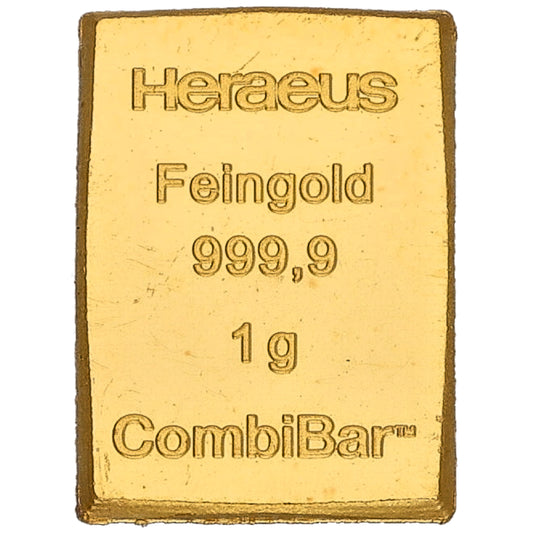 Heraeus
Feingold
999,9
1 g
CombiBar™